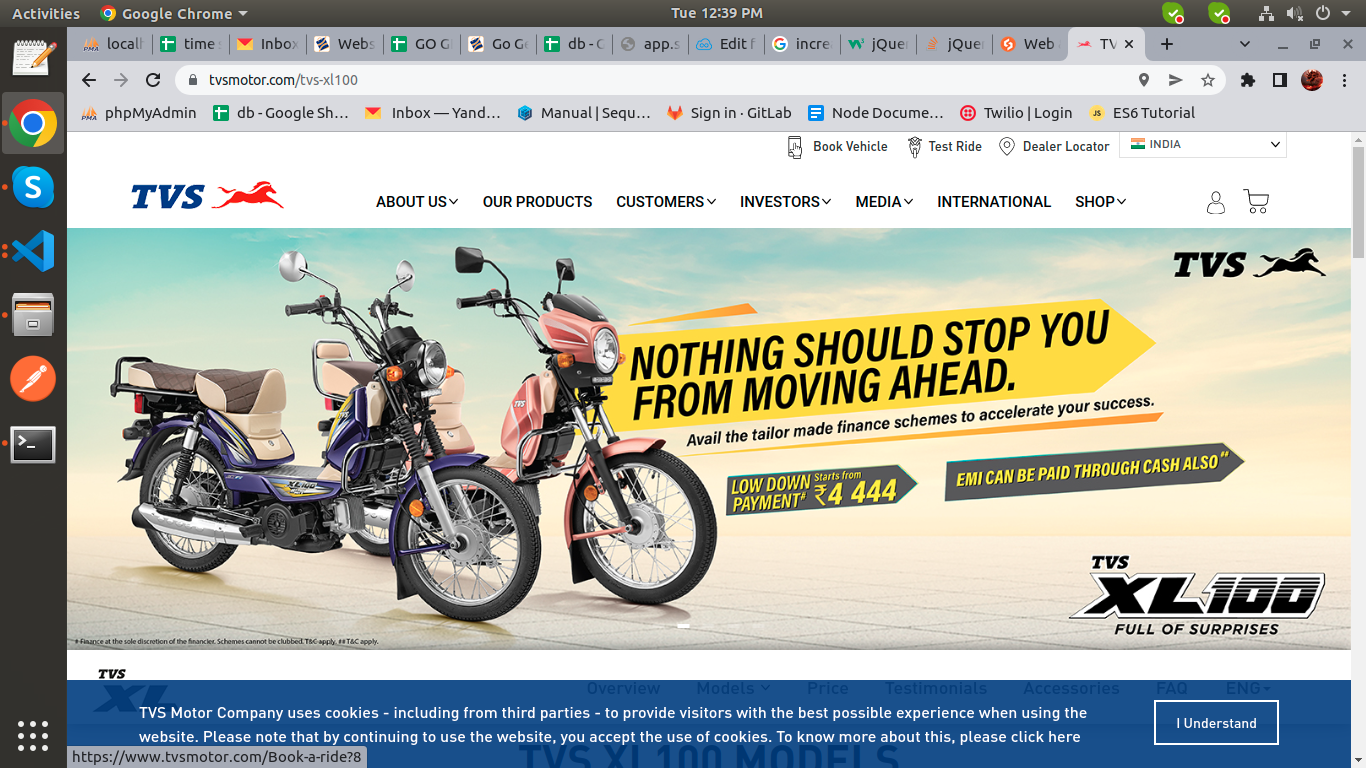 Activities
Google Chrome
Tue 12:39 PM
local
time s
Inbox
Webs
GO G
Go Ge
db - G
app.s
Edit f
incre
jQue
jQue
Web
TV
tvsmotor.com/tvs-xl100
phpMyAdmin
db - Google Sh…
Inbox — Yand…
Manual | Sequ…
Sign in · GitLab
Node Docume…
Twilio | Login
ES6 Tutorial
Book Vehicle
Test Ride
Dealer Locator
INDIA
TVS
ABOUT US
OUR PRODUCTS
CUSTOMERS
INVESTORS
MEDIA
INTERNATIONAL
SHOP
TVS
NOTHING SHOULD STOP YOU
FROM MOVING AHEAD.
Avail the tailor made finance schemes to accelerate your success.
LOW DOWN PAYMENT# Starts from ₹4 444
EMI CAN BE PAID THROUGH CASH ALSO##
TVS
XL100
TVS
XL100
FULL OF SURPRISES
# Finance at the sole discretion of the financier. Schemes cannot be clubbed. T&C apply. ## T&C apply.
TVS
XL
Overview
Models
Price
Testimonials
Accessories
FAQ
ENG
TVS Motor Company uses cookies - including from third parties - to provide visitors with the best possible experience when using the
website. Please note that by continuing to use the website, you accept the use of cookies. To know more about this, please click here
I Understand
TVS XL100 MODELS
https://www.tvsmotor.com/Book-a-ride?8